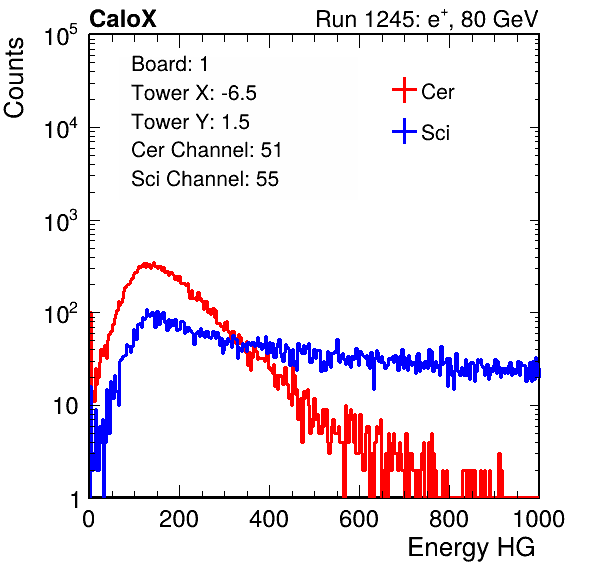 CaloX Run 1245: e⁺, 80 GeV
Counts
10⁵
10⁴
10³
10²
10
1
Board: 1
Tower X: -6.5
Tower Y: 1.5
Cer Channel: 51
Sci Channel: 55
Cer
Sci
0 200 400 600 800 1000
Energy HG